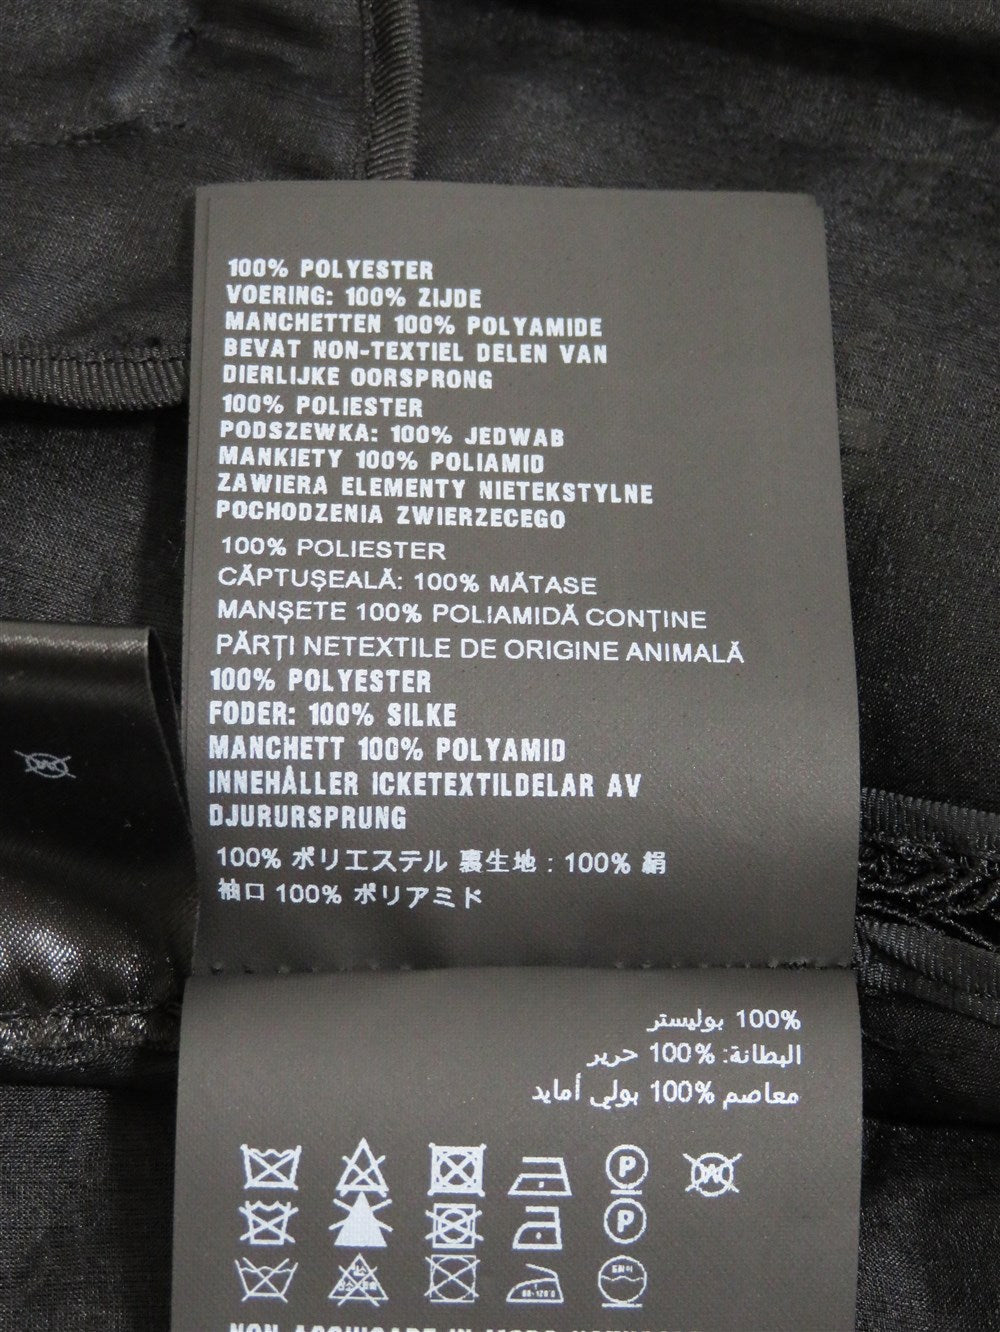 100% POLYESTER
VOERING: 100% ZIJDE
MANCHETTEN 100% POLYAMIDE
BEVAT NON-TEXTIEL DELEN VAN
DIERLIJKE OORSPRONG
100% POLIESTER
PODSZEWKA: 100% JEDWAB
MANKIETY 100% POLIAMID
ZAWIERA ELEMENTY NIETEKSTYLNE
POCHODZENIA ZWIERZECEGO
100% POLIESTER
CĂPTUȘEALĂ: 100% MĂTASE
MANȘETE 100% POLIAMIDĂ CONȚINE
PĂRȚI NETEXTILE DE ORIGINE ANIMALĂ
100% POLYESTER
FODER: 100% SILKE
MANCHETT 100% POLYAMID
INNEHÅLLER ICKETEXTILDELAR AV
DJURURSPRUNG
100% ポリエステル 裏生地 : 100% 絹
袖口 100% ポリアミド
100% بوليستر
البطانة: 100% حرير
معاصم 100% بولي أمايد
P
P